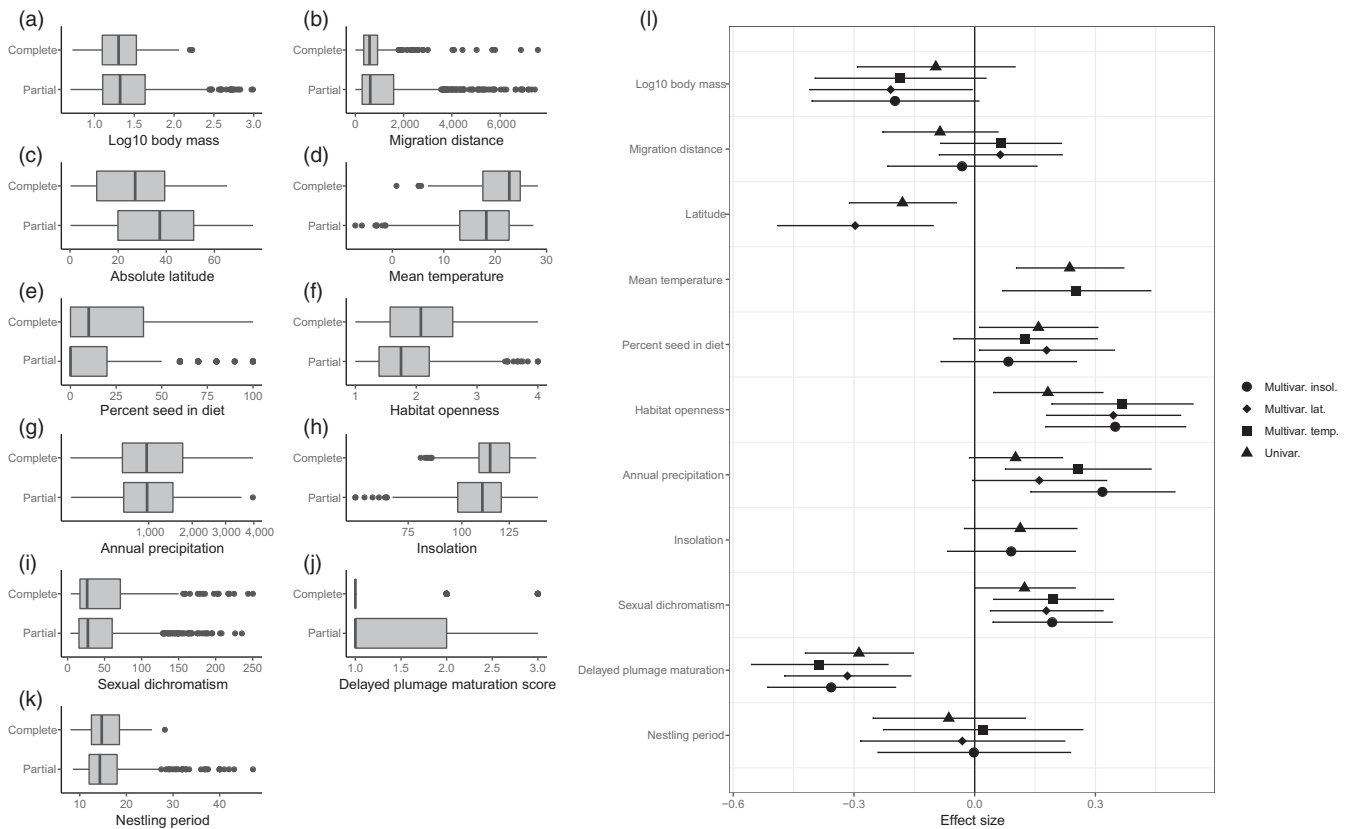 (a)
Complete
Partial
1.0 1.5 2.0 2.5 3.0
Log10 body mass
(b)
Complete
Partial
0 2,000 4,000 6,000
Migration distance
(c)
Complete
Partial
0 20 40 60
Absolute latitude
(d)
Complete
Partial
0 10 20 30
Mean temperature
(e)
Complete
Partial
0 25 50 75 100
Percent seed in diet
(f)
Complete
Partial
1 2 3 4
Habitat openness
(g)
Complete
Partial
1,000 2,000 3,000 4,000
Annual precipitation
(h)
Complete
Partial
75 100 125
Insolation
(i)
Complete
Partial
0 50 100 150 200 250
Sexual dichromatism
(j)
Complete
Partial
1.0 1.5 2.0 2.5 3.0
Delayed plumage maturation score
(k)
Complete
Partial
10 20 30 40
Nestling period
(l)
Log10 body mass
Migration distance
Latitude
Mean temperature
Percent seed in diet
Habitat openness
Annual precipitation
Insolation
Sexual dichromatism
Delayed plumage maturation
Nestling period
−0.6 −0.3 0.0 0.3
Effect size
Multivar. insol.
Multivar. lat.
Multivar. temp.
Univar.